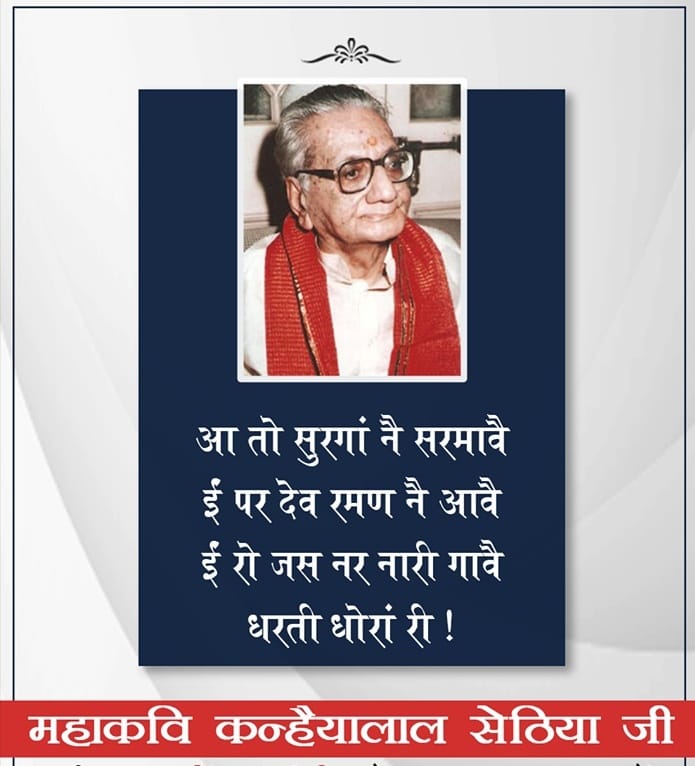 आ तो सुरगां नै सरमावै
ईं पर देव रमण नै आवै
ईं रो जस नर नारी गावै
धरती धोरां री !
महाकवि कन्हैयालाल सेठिया जी